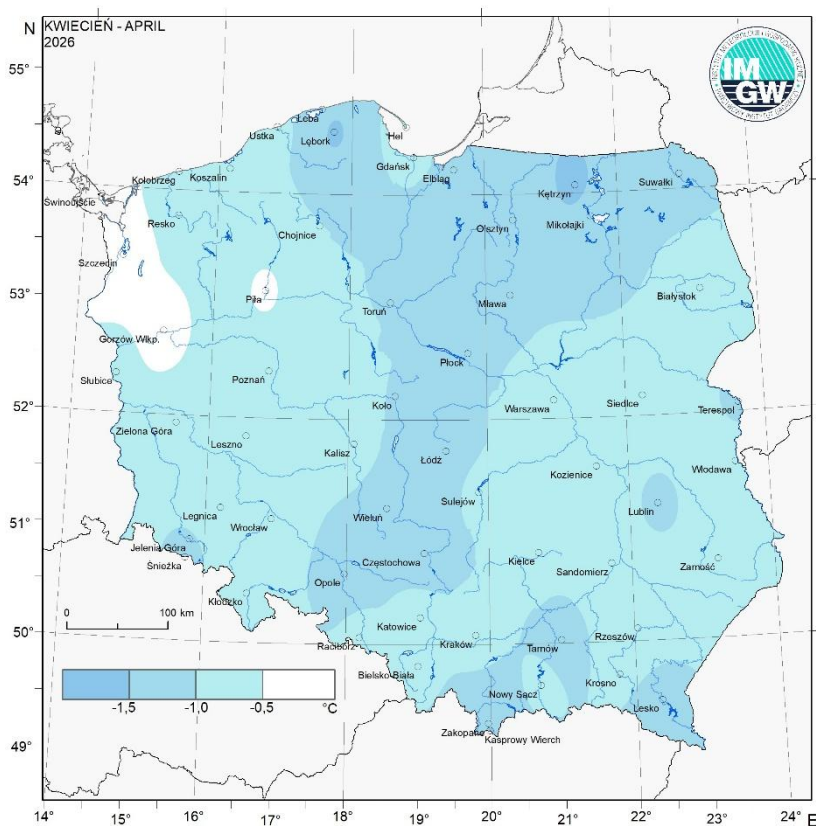 N
KWIECIEŃ - APRIL
2026
IMGW
55°
54°
53°
52°
51°
50°
49°
Łeba
Ustka
Lębork
Hel
Gdańsk
Elbląg
Kętrzyn
Suwałki
Kołobrzeg
Koszalin
Świnoujście
Resko
Chojnice
Olsztyn
Mikołajki
Szczecin
Piła
Toruń
Mława
Białystok
Gorzów Wlkp.
Słubice
Poznań
Płock
Koło
Warszawa
Siedlce
Terespol
Zielona Góra
Leszno
Kalisz
Łódź
Kozienice
Włodawa
Sulejów
Lublin
Legnica
Wrocław
Wieluń
Jelenia Góra
Śnieżka
Częstochowa
Kielce
Sandomierz
Zamość
Opole
Kłodzko
0 100 km
Katowice
Racibórz
Kraków
Tarnów
Rzeszów
Bielsko-Biała
Nowy Sącz
Krosno
Lesko
Zakopane
Kasprowy Wierch
-1,5 -1,0 -0,5 °C
14° 15° 16° 17° 18° 19° 20° 21° 22° 23° 24° E